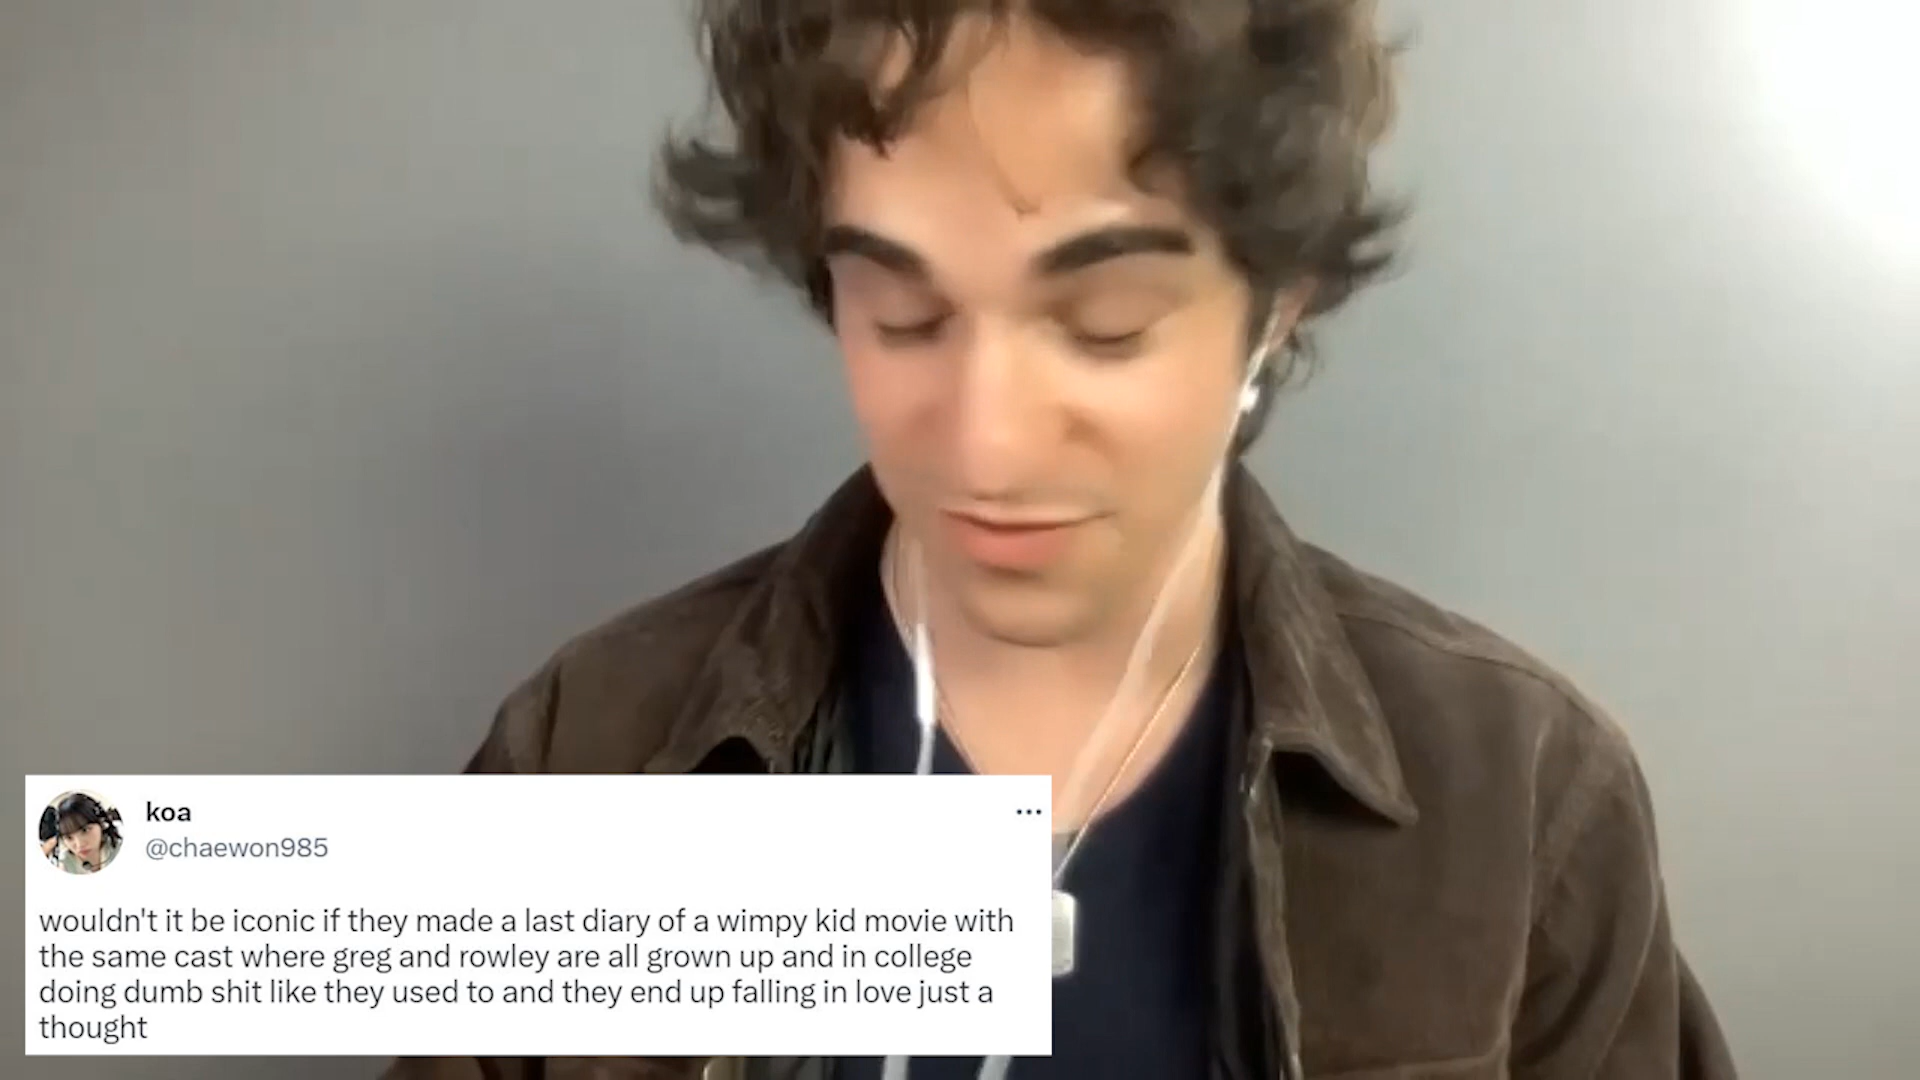 koa
@chaewon985
wouldn't it be iconic if they made a last diary of a wimpy kid movie with
the same cast where greg and rowley are all grown up and in college
doing dumb shit like they used to and they end up falling in love just a
thought